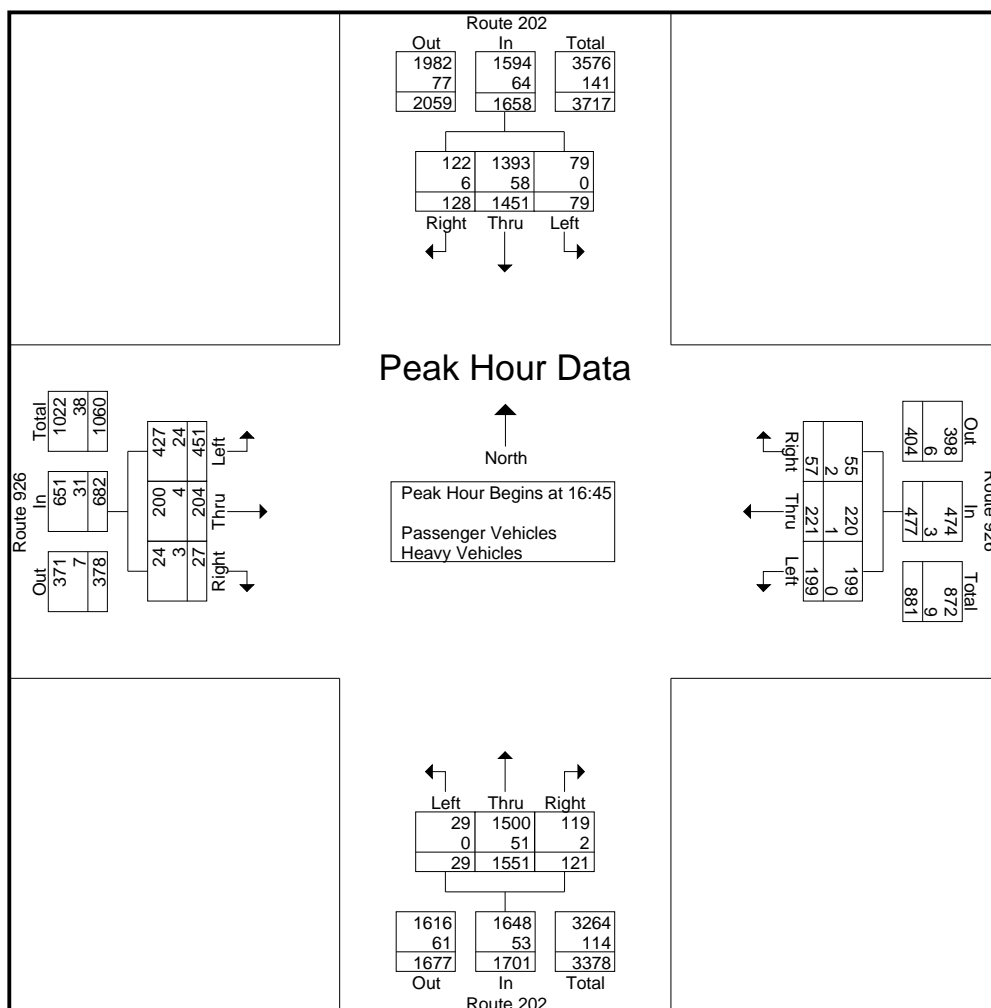 Route 202
Out In Total
1982 1594 3576
77 64 141
2059 1658 3717
122 1393 79
6 58 0
128 1451 79
Right Thru Left
Peak Hour Data
North
Peak Hour Begins at 16:45
Passenger Vehicles
Heavy Vehicles
Route 926
Total In Out
1022 651 371
38 31 7
1060 682 378
427 200 24
24 4 3
451 204 27
Left Thru Right
Right Thru Left
57 221 199
2 1 0
55 220 199
404 477 881
6 3 9
398 474 872
Out In Total
Route 926
Left Thru Right
29 1500 119
0 51 2
29 1551 121
1616 1648 3264
61 53 114
1677 1701 3378
Out In Total
Route 202